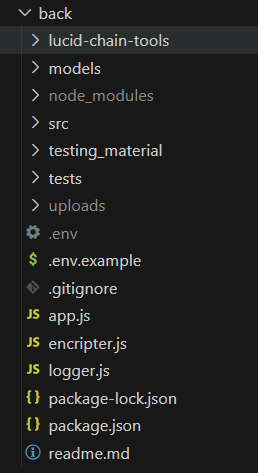 back
lucid-chain-tools
models
node_modules
src
testing_material
tests
uploads
.env
$ .env.example
.gitignore
JS app.js
JS encripter.js
JS logger.js
{} package-lock.json
{} package.json
readme.md